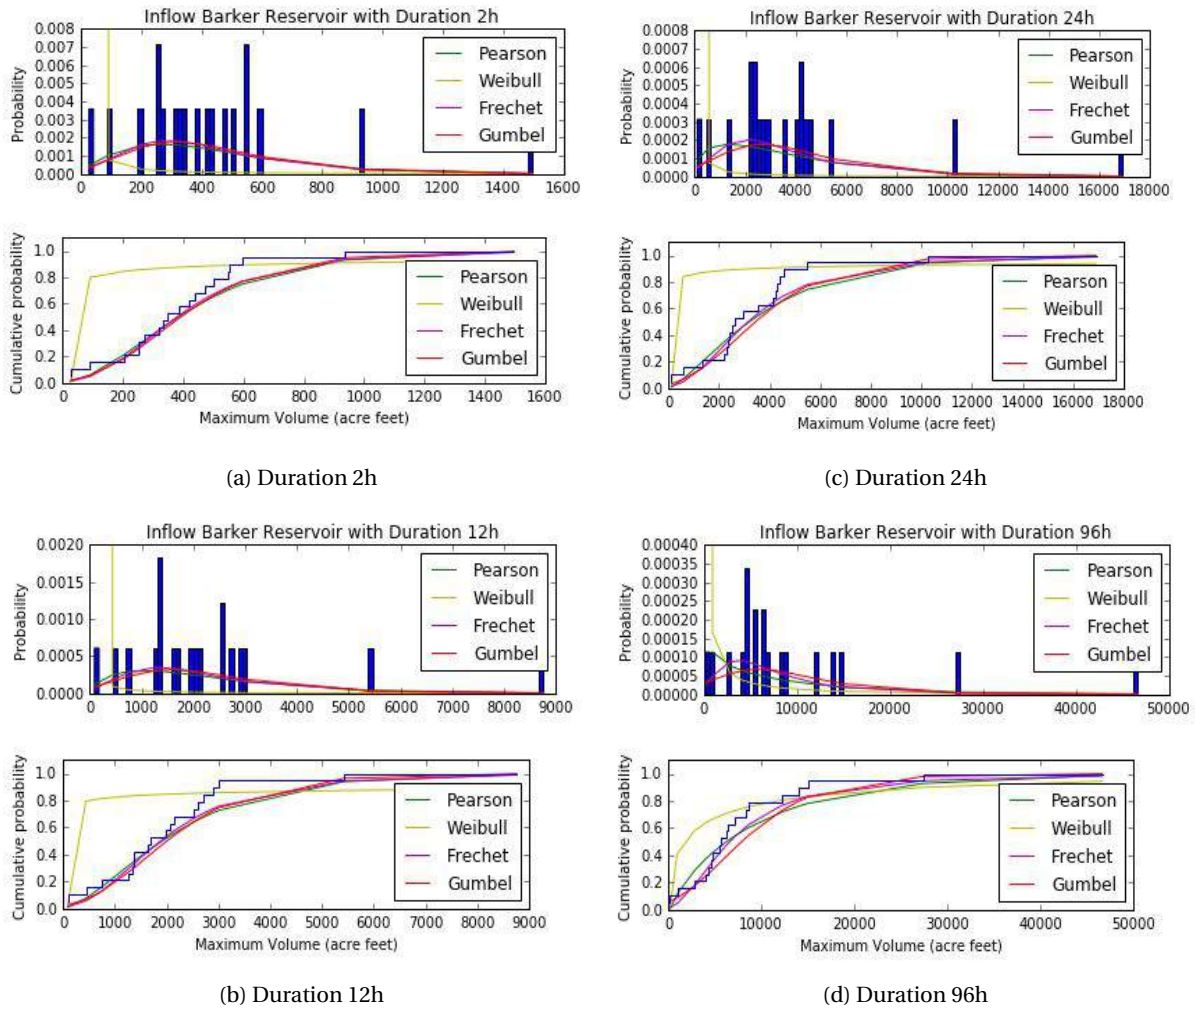 Inflow Barker Reservoir with Duration 2h
Probability
0.008
0.007
0.006
0.005
0.004
0.003
0.002
0.001
0.000
0 200 400 600 800 1000 1200 1400 1600
Pearson
Weibull
Frechet
Gumbel
Cumulative probability
1.0
0.8
0.6
0.4
0.2
0.0
0 200 400 600 800 1000 1200 1400 1600
Maximum Volume (acre feet)
Pearson
Weibull
Frechet
Gumbel
(a) Duration 2h
Inflow Barker Reservoir with Duration 24h
Probability
0.0008
0.0007
0.0006
0.0005
0.0004
0.0003
0.0002
0.0001
0.0000
0 2000 4000 6000 8000 10000 12000 14000 16000 18000
Pearson
Weibull
Frechet
Gumbel
Cumulative probability
1.0
0.8
0.6
0.4
0.2
0.0
2000 4000 6000 8000 10000 12000 14000 16000 18000
Maximum Volume (acre feet)
Pearson
Weibull
Frechet
Gumbel
(c) Duration 24h
Inflow Barker Reservoir with Duration 12h
Probability
0.0020
0.0015
0.0010
0.0005
0.0000
0 1000 2000 3000 4000 5000 6000 7000 8000 9000
Pearson
Weibull
Frechet
Gumbel
Cumulative probability
1.0
0.8
0.6
0.4
0.2
0.0
0 1000 2000 3000 4000 5000 6000 7000 8000 9000
Maximum Volume (acre feet)
Pearson
Weibull
Frechet
Gumbel
(b) Duration 12h
Inflow Barker Reservoir with Duration 96h
Probability
0.00040
0.00035
0.00030
0.00025
0.00020
0.00015
0.00010
0.00005
0.00000
0 10000 20000 30000 40000 50000
Pearson
Weibull
Frechet
Gumbel
Cumulative probability
1.0
0.8
0.6
0.4
0.2
0.0
0 10000 20000 30000 40000 50000
Maximum Volume (acre feet)
Pearson
Weibull
Frechet
Gumbel
(d) Duration 96h